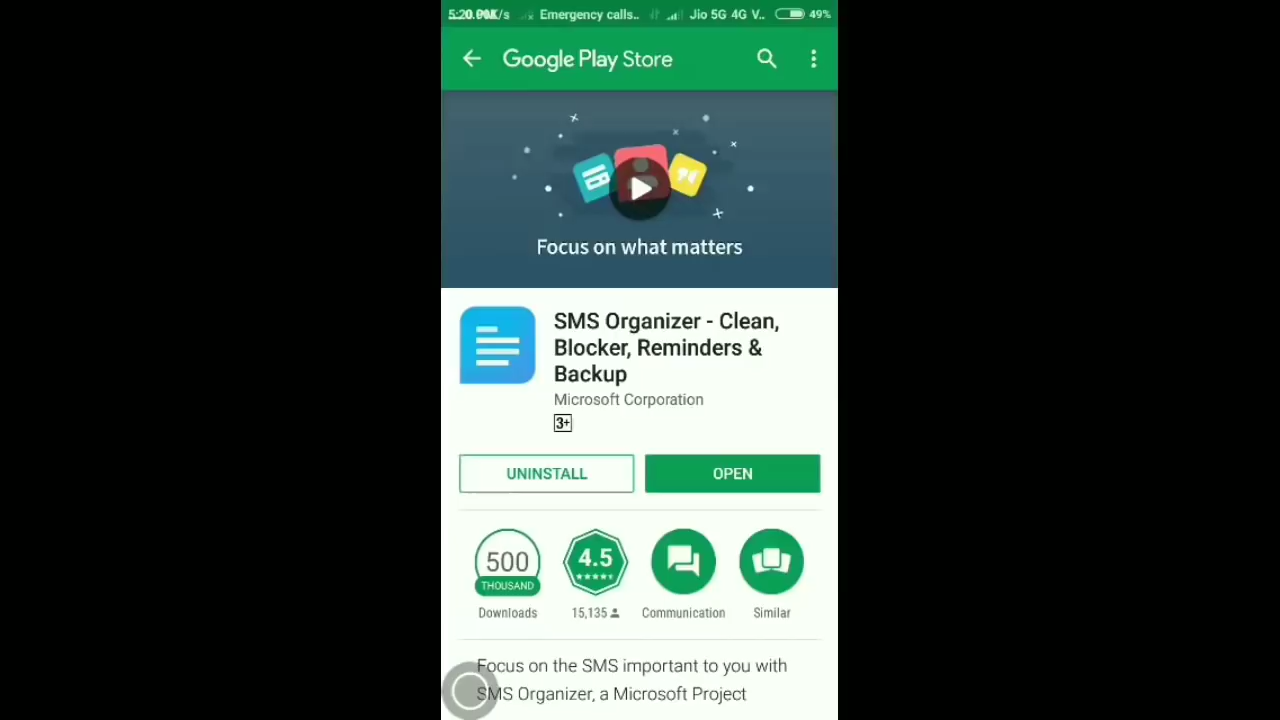 Emergency calls.. Jio 5G 4G V.. 49%
Google Play Store
Focus on what matters
SMS Organizer - Clean,
Blocker, Reminders &
Backup
Microsoft Corporation
3+
UNINSTALL OPEN
500 4.5
THOUSAND
Downloads 15,135 Communication Similar
Focus on the SMS important to you with
SMS Organizer, a Microsoft Project